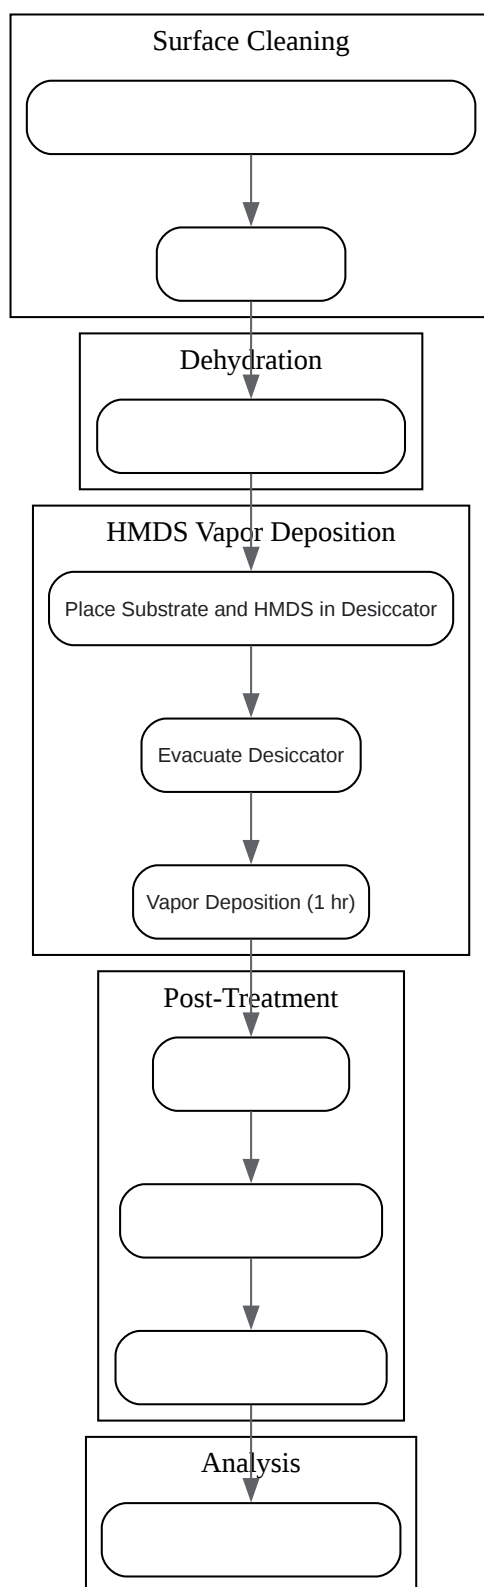 Surface Cleaning
Dehydration
HMDS Vapor Deposition
Place Substrate and HMDS in Desiccator
Evacuate Desiccator
Vapor Deposition (1 hr)
Post-Treatment
Analysis